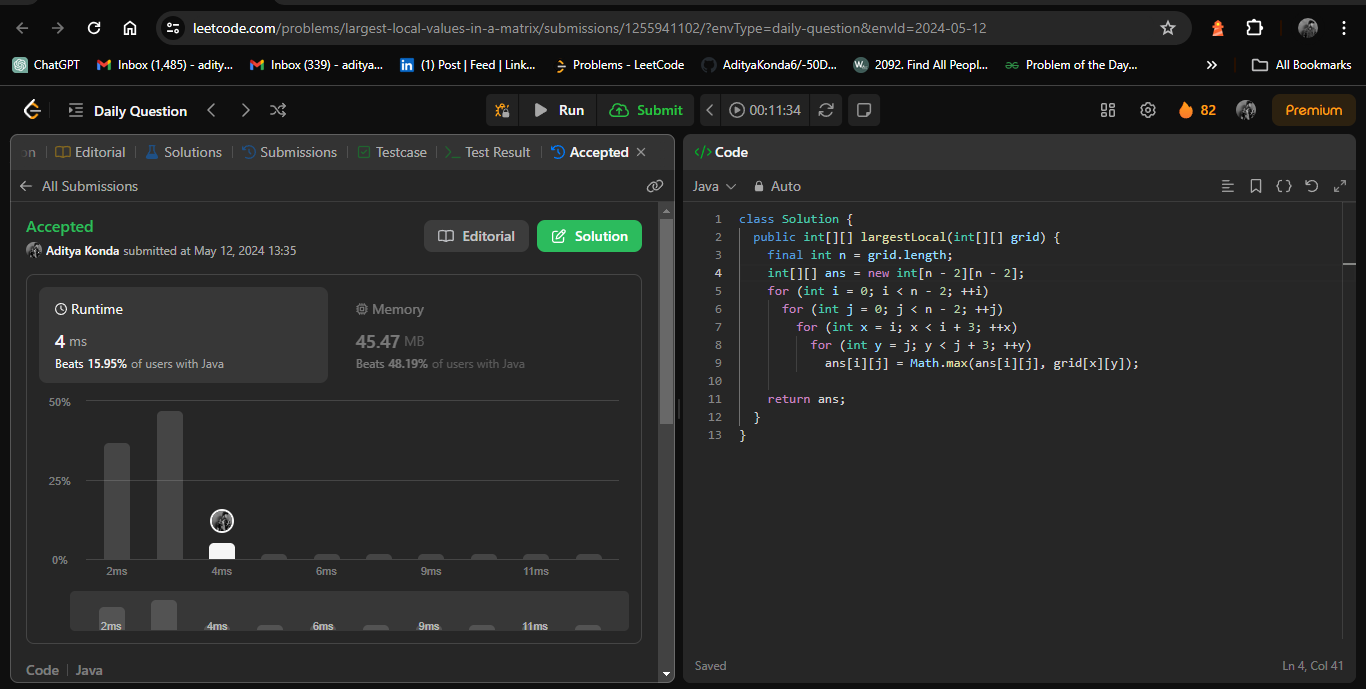 leetcode.com/problems/largest-local-values-in-a-matrix/submissions/1255941102/?envType=daily-question&envId=2024-05-12
ChatGPT
Inbox (1,485) - adity...
Inbox (339) - aditya...
(1) Post | Feed | Link...
Problems - LeetCode
AdityaKonda6/-50D...
2092. Find All Peopl...
Problem of the Day...
All Bookmarks
Daily Question
Run
Submit
00:11:34
82
Premium
on
Editorial
Solutions
Submissions
Testcase
Test Result
Accepted
All Submissions
Accepted
Aditya Konda submitted at May 12, 2024 13:35
Editorial
Solution
Runtime
4 ms
Beats 15.95% of users with Java
Memory
45.47 MB
Beats 48.19% of users with Java
50%
25%
0%
2ms 4ms 6ms 9ms 11ms
2ms 4ms 6ms 9ms 11ms
Code | Java
</> Code
Java Auto
1 class Solution {
2 public int[][] largestLocal(int[][] grid) {
3 final int n = grid.length;
4 int[][] ans = new int[n - 2][n - 2];
5 for (int i = 0; i < n - 2; ++i)
6 for (int j = 0; j < n - 2; ++j)
7 for (int x = i; x < i + 3; ++x)
8 for (int y = j; y < j + 3; ++y)
9 ans[i][j] = Math.max(ans[i][j], grid[x][y]);
10
11 return ans;
12 }
13 }
Saved
Ln 4, Col 41